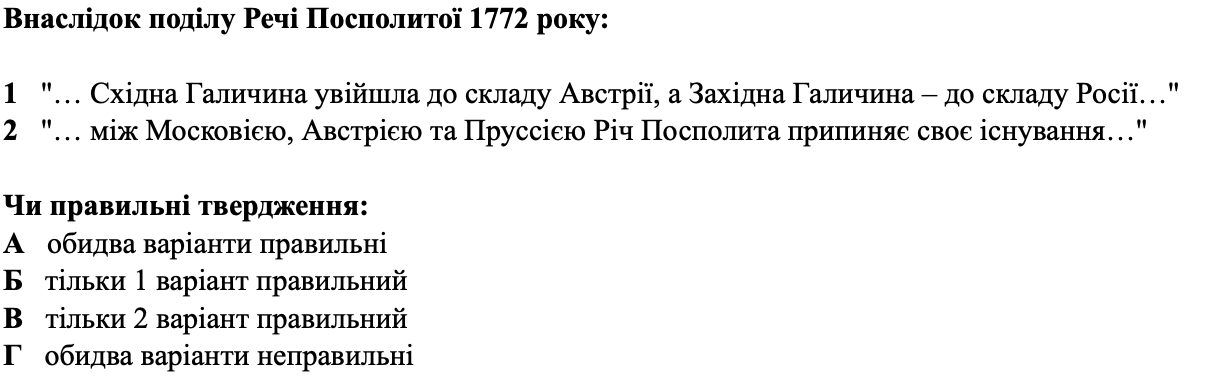 Внаслідок поділу Речі Посполитої 1772 року:
1 "… Східна Галичина увійшла до складу Австрії, а Західна Галичина – до складу Росії…"
2 "… між Московією, Австрією та Пруссією Річ Посполита припиняє своє існування…"
Чи правильні твердження:
А обидва варіанти правильні
Б тільки 1 варіант правильний
В тільки 2 варіант правильний
Г обидва варіанти неправильні